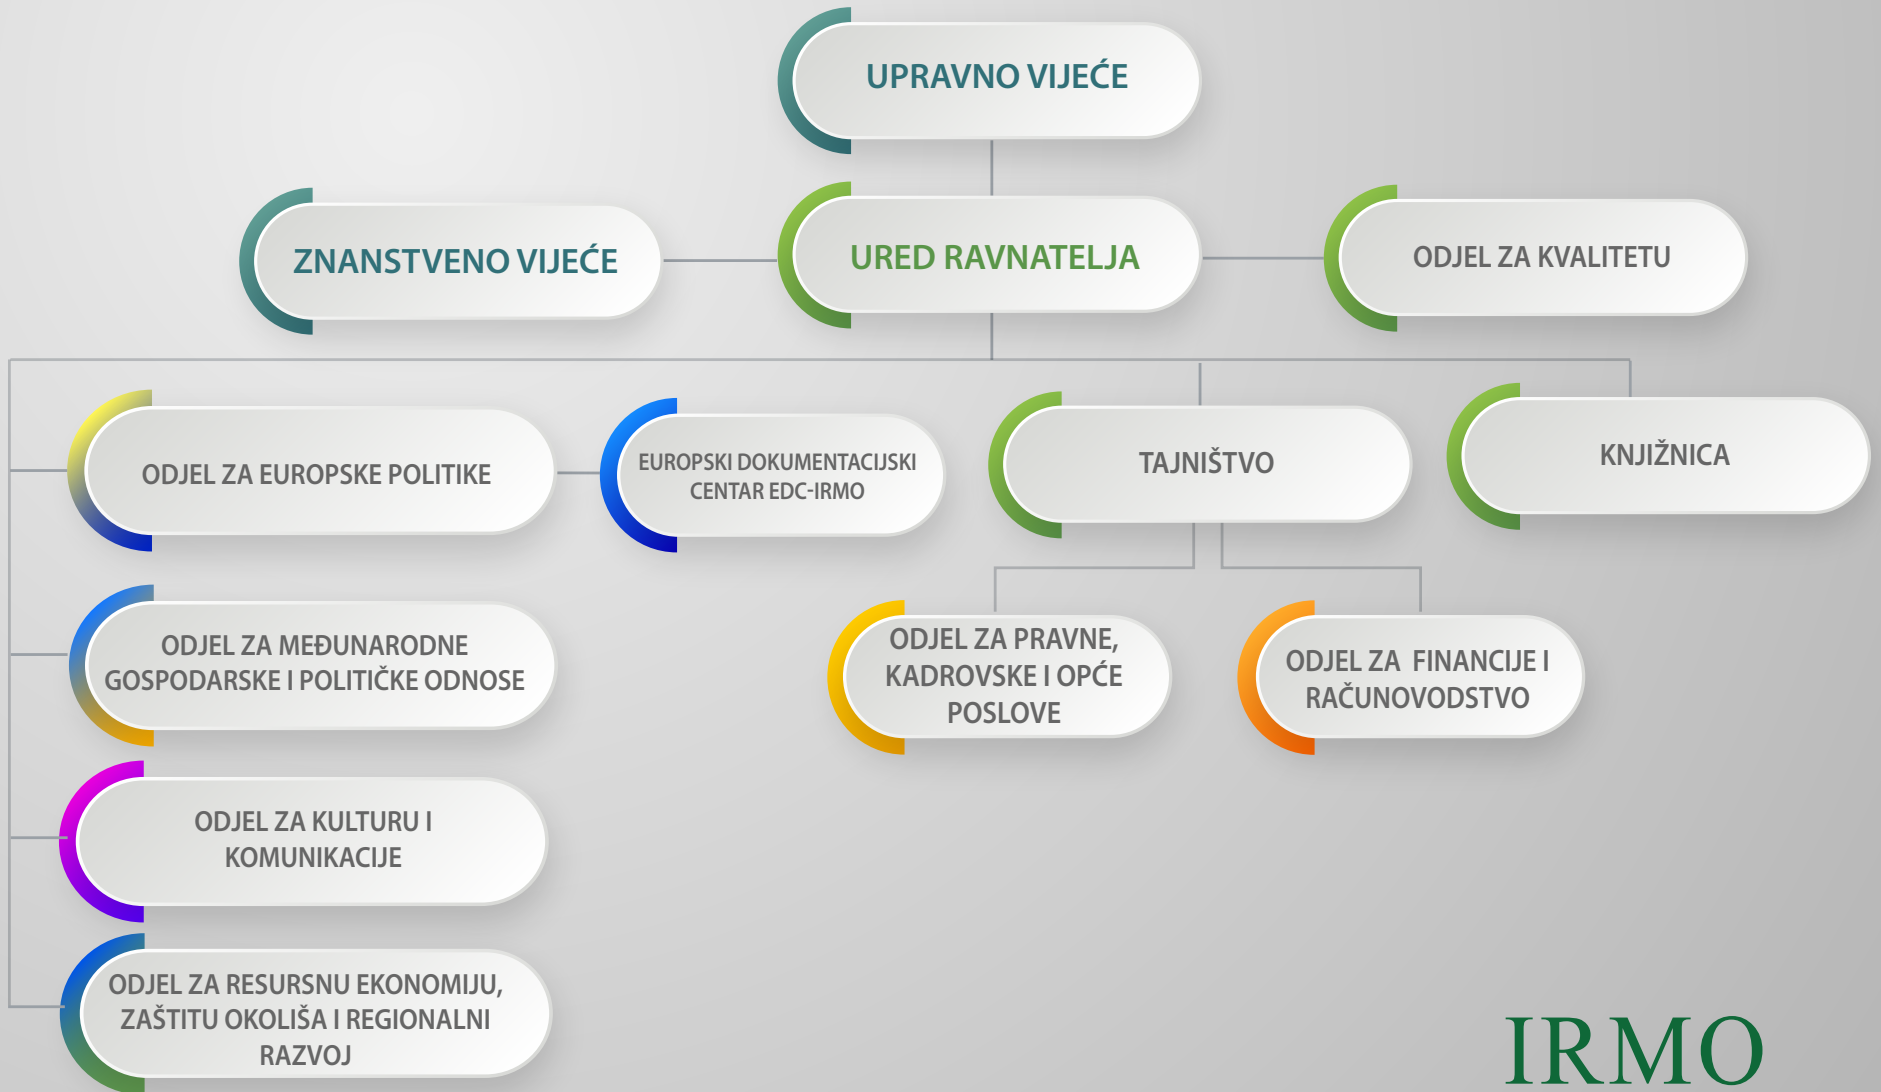 UPRAVNO VIJEĆE
ZNANSTVENO VIJEĆE
URED RAVNATELJA
ODJEL ZA KVALITETU
ODJEL ZA EUROPSKE POLITIKE
EUROPSKI DOKUMENTACIJSKI
CENTAR EDC-IRMO
TAJNIŠTVO
KNJIŽNICA
ODJEL ZA MEĐUNARODNE
GOSPODARSKE I POLITIČKE ODNOSE
ODJEL ZA PRAVNE,
KADROVSKE I OPĆE
POSLOVE
ODJEL ZA FINANCIJE I
RAČUNOVODSTVO
ODJEL ZA KULTURU I
KOMUNIKACIJE
ODJEL ZA RESURSNU EKONOMIJU,
ZAŠTITU OKOLIŠA I REGIONALNI
RAZVOJ
IRMO